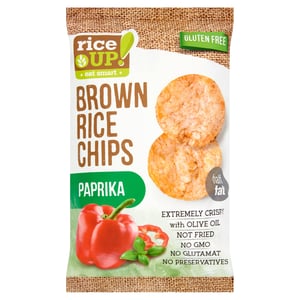 rice
UP!
eat smart
GLUTEN FREE
BROWN
RICE
CHIPS
PAPRIKA
fat
EXTREMELY CRISPY
with OLIVE OIL
NOT FRIED
NO GMO
NO GLUTAMAT
NO PRESERVATIVES